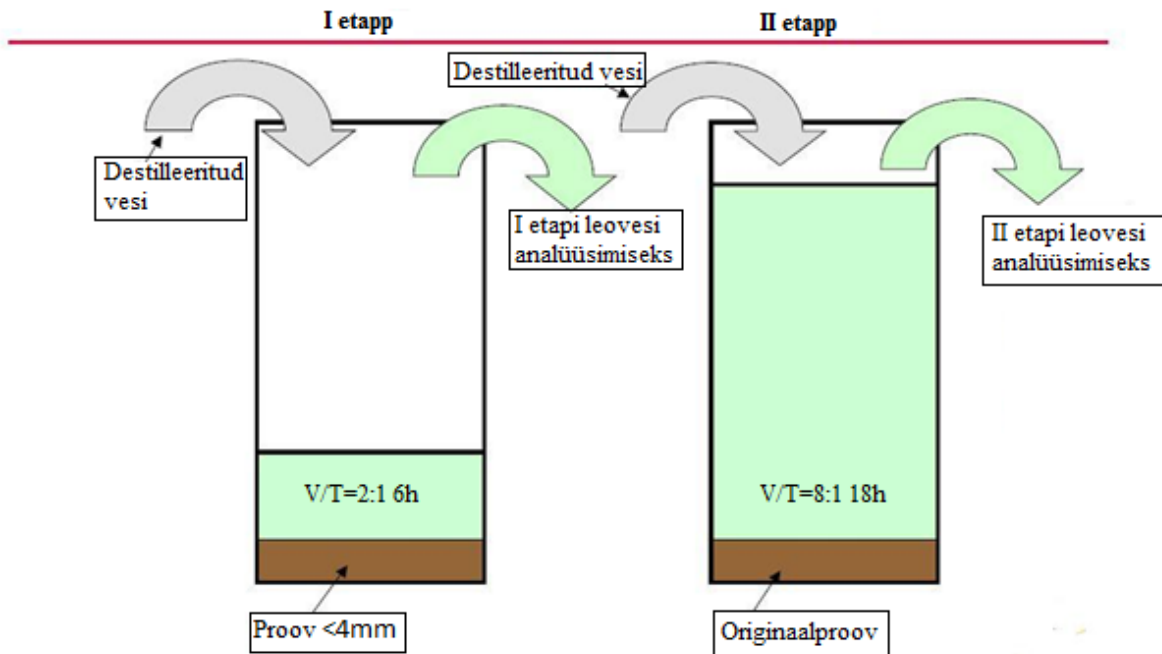 I etapp
II etapp
Destilleeritud vesi
Destilleeritud
vesi
I etapi leovesi
analüüsimiseks
II etapi leovesi
analüüsimiseks
V/T=2:1 6h
V/T=8:1 18h
Proov <4mm
Originaalproov